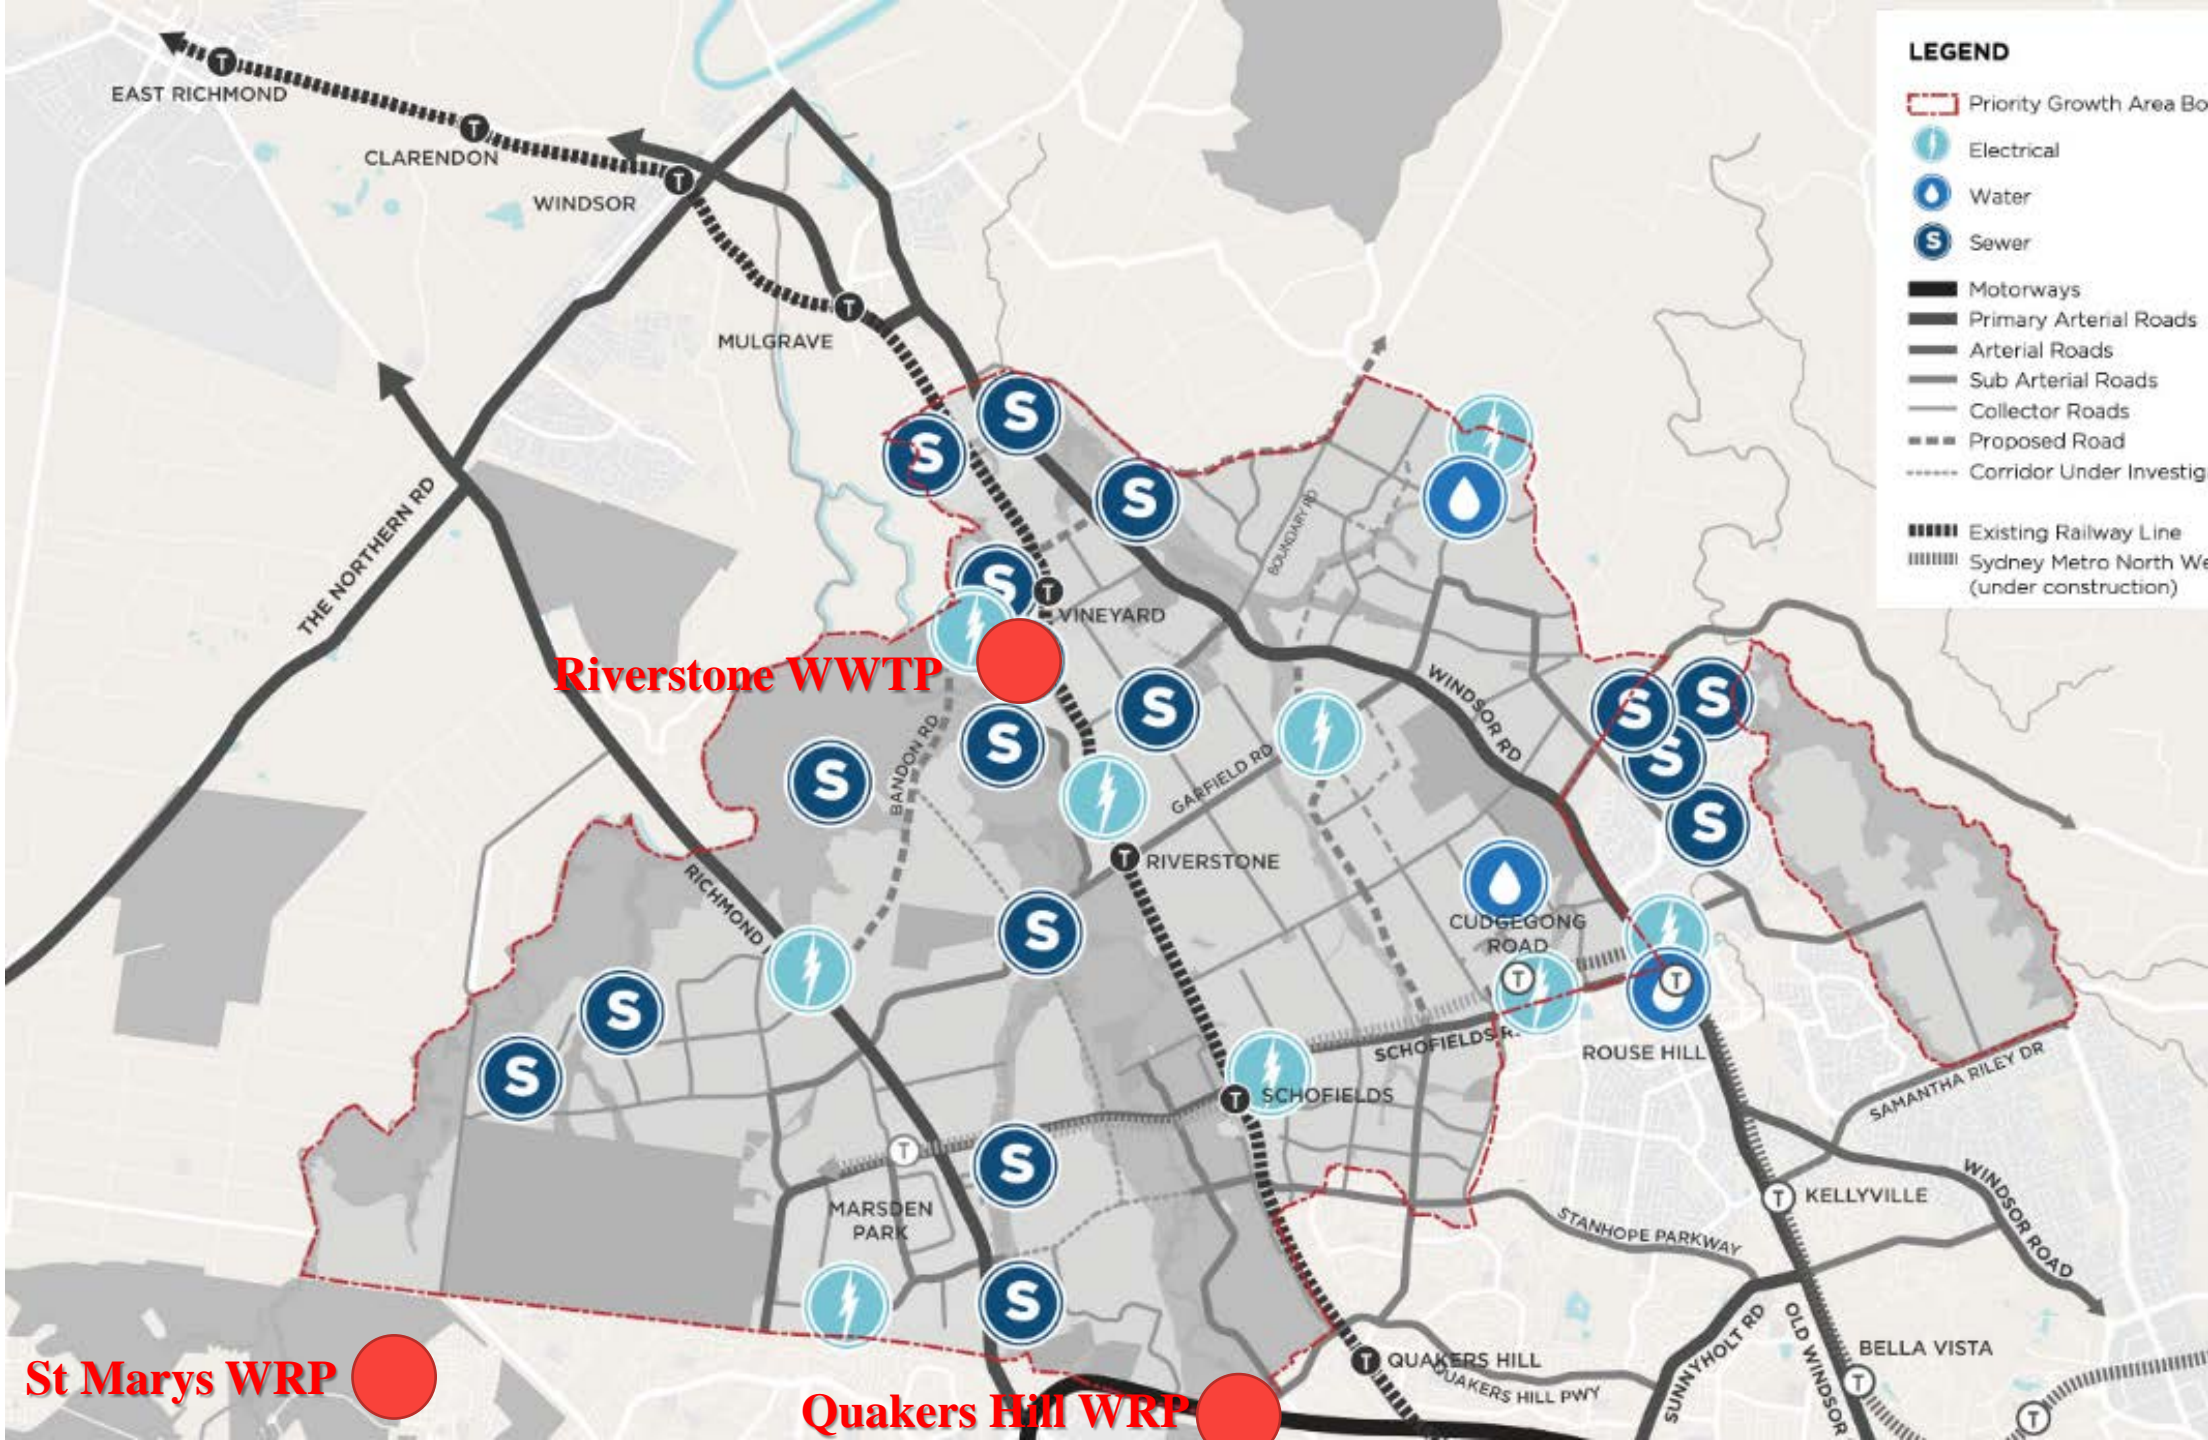 LEGEND
Priority Growth Area Bo
Electrical
Water
S Sewer
Motorways
Primary Arterial Roads
Arterial Roads
Sub Arterial Roads
Collector Roads
Proposed Road
Corridor Under Investig
Existing Railway Line
Sydney Metro North We
(under construction)
T
EAST RICHMOND
T
CLARENDON
T
WINDSOR
T
MULGRAVE
S
S
S
THE NORTHERN RD
BOUNDARY RD
S
T
VINEYARD
Riverstone WWTP
S
S
S
WINDSOR RD
S
S
S
S
BANDON RD
GARFIELD RD
T
RIVERSTONE
RICHMOND
S
CUDGEGONG
ROAD
T
T
S
S
SCHOFIELDS R
ROUSE HILL
T
SCHOFIELDS
SAMANTHA RILEY DR
T
S
MARSDEN
PARK
T
KELLYVILLE
WINDSOR ROAD
STANHOPE PARKWAY
S
SUNNYHOLT RD
OLD WINDSOR
T
QUAKERS HILL
QUAKERS HILL PWY
BELLA VISTA
T
T
St Marys WRP
Quakers Hill WRP